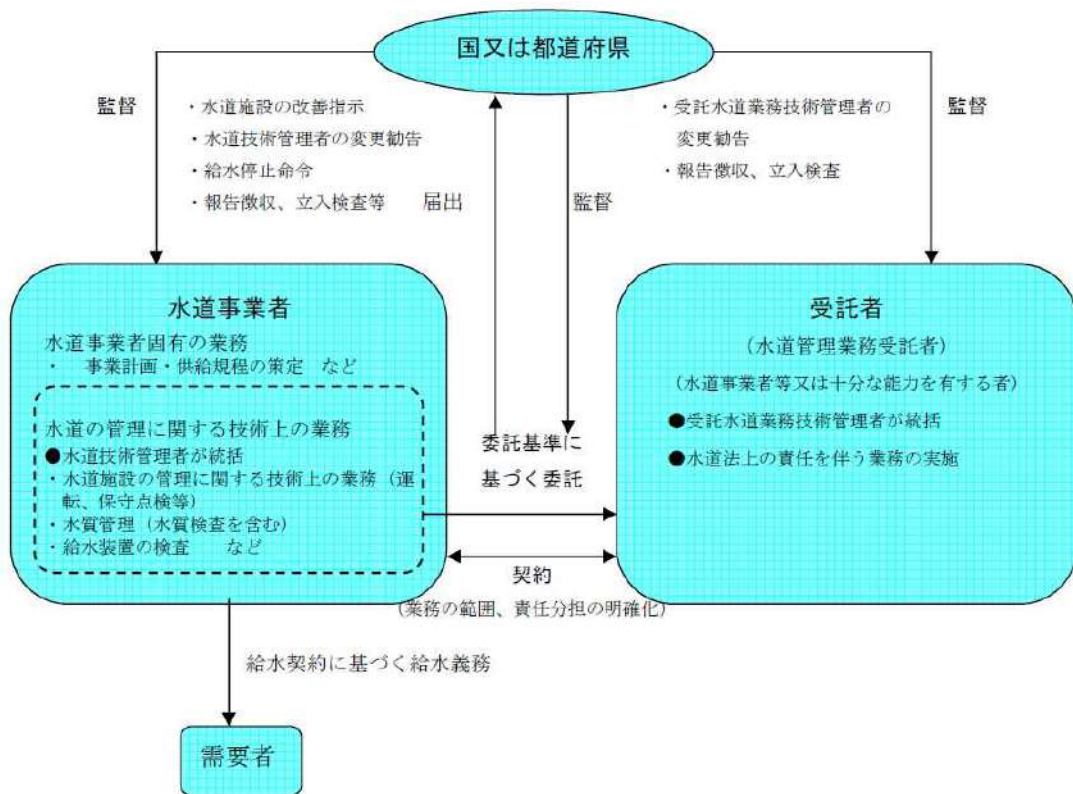 国又は都道府県
監督
・水道施設の改善指示
・水道技術管理者の変更勧告
・給水停止命令
・報告徴収、立入検査等
届出
監督
・受託水道業務技術管理者の
変更勧告
・報告徴収、立入検査
監督
水道事業者
水道事業者固有の業務
・ 事業計画・供給規程の策定 など
水道の管理に関する技術上の業務
●水道技術管理者が統括
・水道施設の管理に関する技術上の業務（運
転、保守点検等）
・水質管理（水質検査を含む）
・給水装置の検査 など
委託基準に
基づく委託
契約
（業務の範囲、責任分担の明確化）
受託者
（水道管理業務受託者）
（水道事業者等又は十分な能力を有する者）
●受託水道業務技術管理者が統括
●水道法上の責任を伴う業務の実施
給水契約に基づく給水義務
需要者